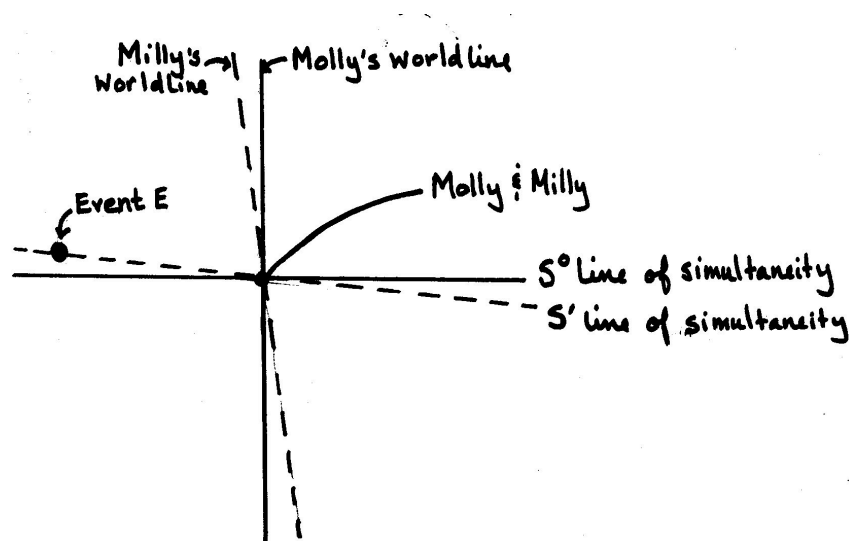 Milly's
worldline
Molly's worldline
Molly & Milly
Event E
S° line of simultaneity
S' line of simultaneity